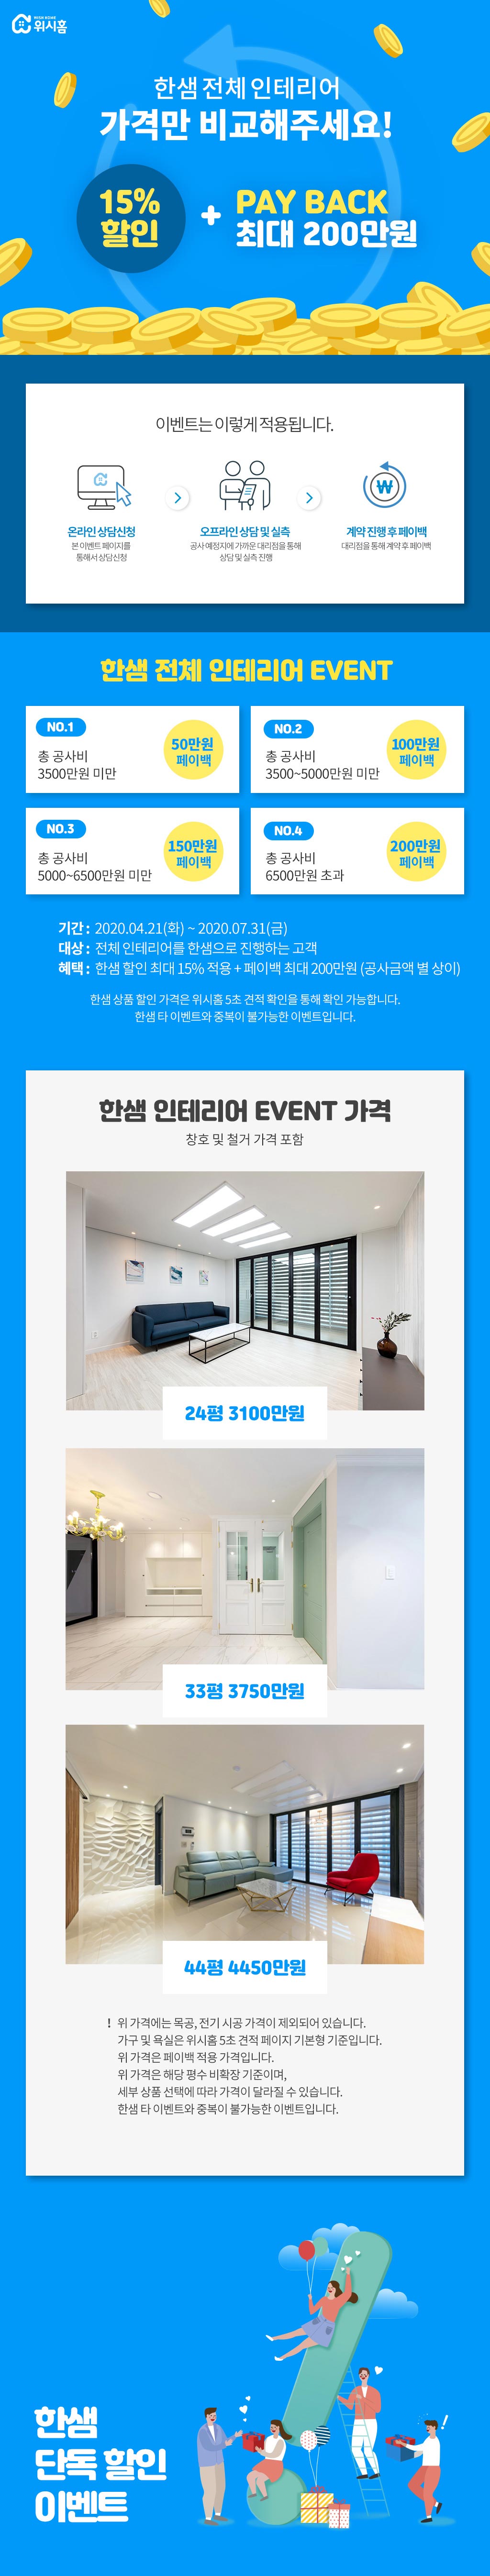 위시홈
한샘 전체 인테리어
가격만 비교해주세요!
15%
할인
+
PAY BACK
최대 200만원
이벤트는 이렇게 적용됩니다.
온라인 상담신청
본 이벤트 페이지를
통해서 상담신청
오프라인 상담 및 실측
공사 예정지에 가까운 대리점을 통해
상담 및 실측 진행
계약 진행 후 페이백
대리점을 통해 계약 후 페이백
한샘 전체 인테리어 EVENT
NO.1
총 공사비
3500만원 미만
50만원
페이백
NO.2
총 공사비
3500~5000만원 미만
100만원
페이백
NO.3
총 공사비
5000~6500만원 미만
150만원
페이백
NO.4
총 공사비
6500만원 초과
200만원
페이백
기간 : 2020.04.21(화) ~ 2020.07.31(금)
대상 : 전체 인테리어를 한샘으로 진행하는 고객
혜택 : 한샘 할인 최대 15% 적용 + 페이백 최대 200만원 (공사금액 별 상이)
한샘 상품 할인 가격은 위시홈 5초 견적 확인을 통해 확인 가능합니다.
한샘 타 이벤트와 중복이 불가능한 이벤트입니다.
한샘 인테리어 EVENT 가격
창호 및 철거 가격 포함
24평 3100만원
33평 3750만원
44평 4450만원
! 위 가격에는 목공, 전기 시공 가격이 제외되어 있습니다.
가구 및 욕실은 위시홈 5초 견적 페이지 기본형 기준입니다.
위 가격은 페이백 적용 가격입니다.
위 가격은 해당 평수 비확장 기준이며,
세부 상품 선택에 따라 가격이 달라질 수 있습니다.
한샘 타 이벤트와 중복이 불가능한 이벤트입니다.
한샘
단독 할인
이벤트